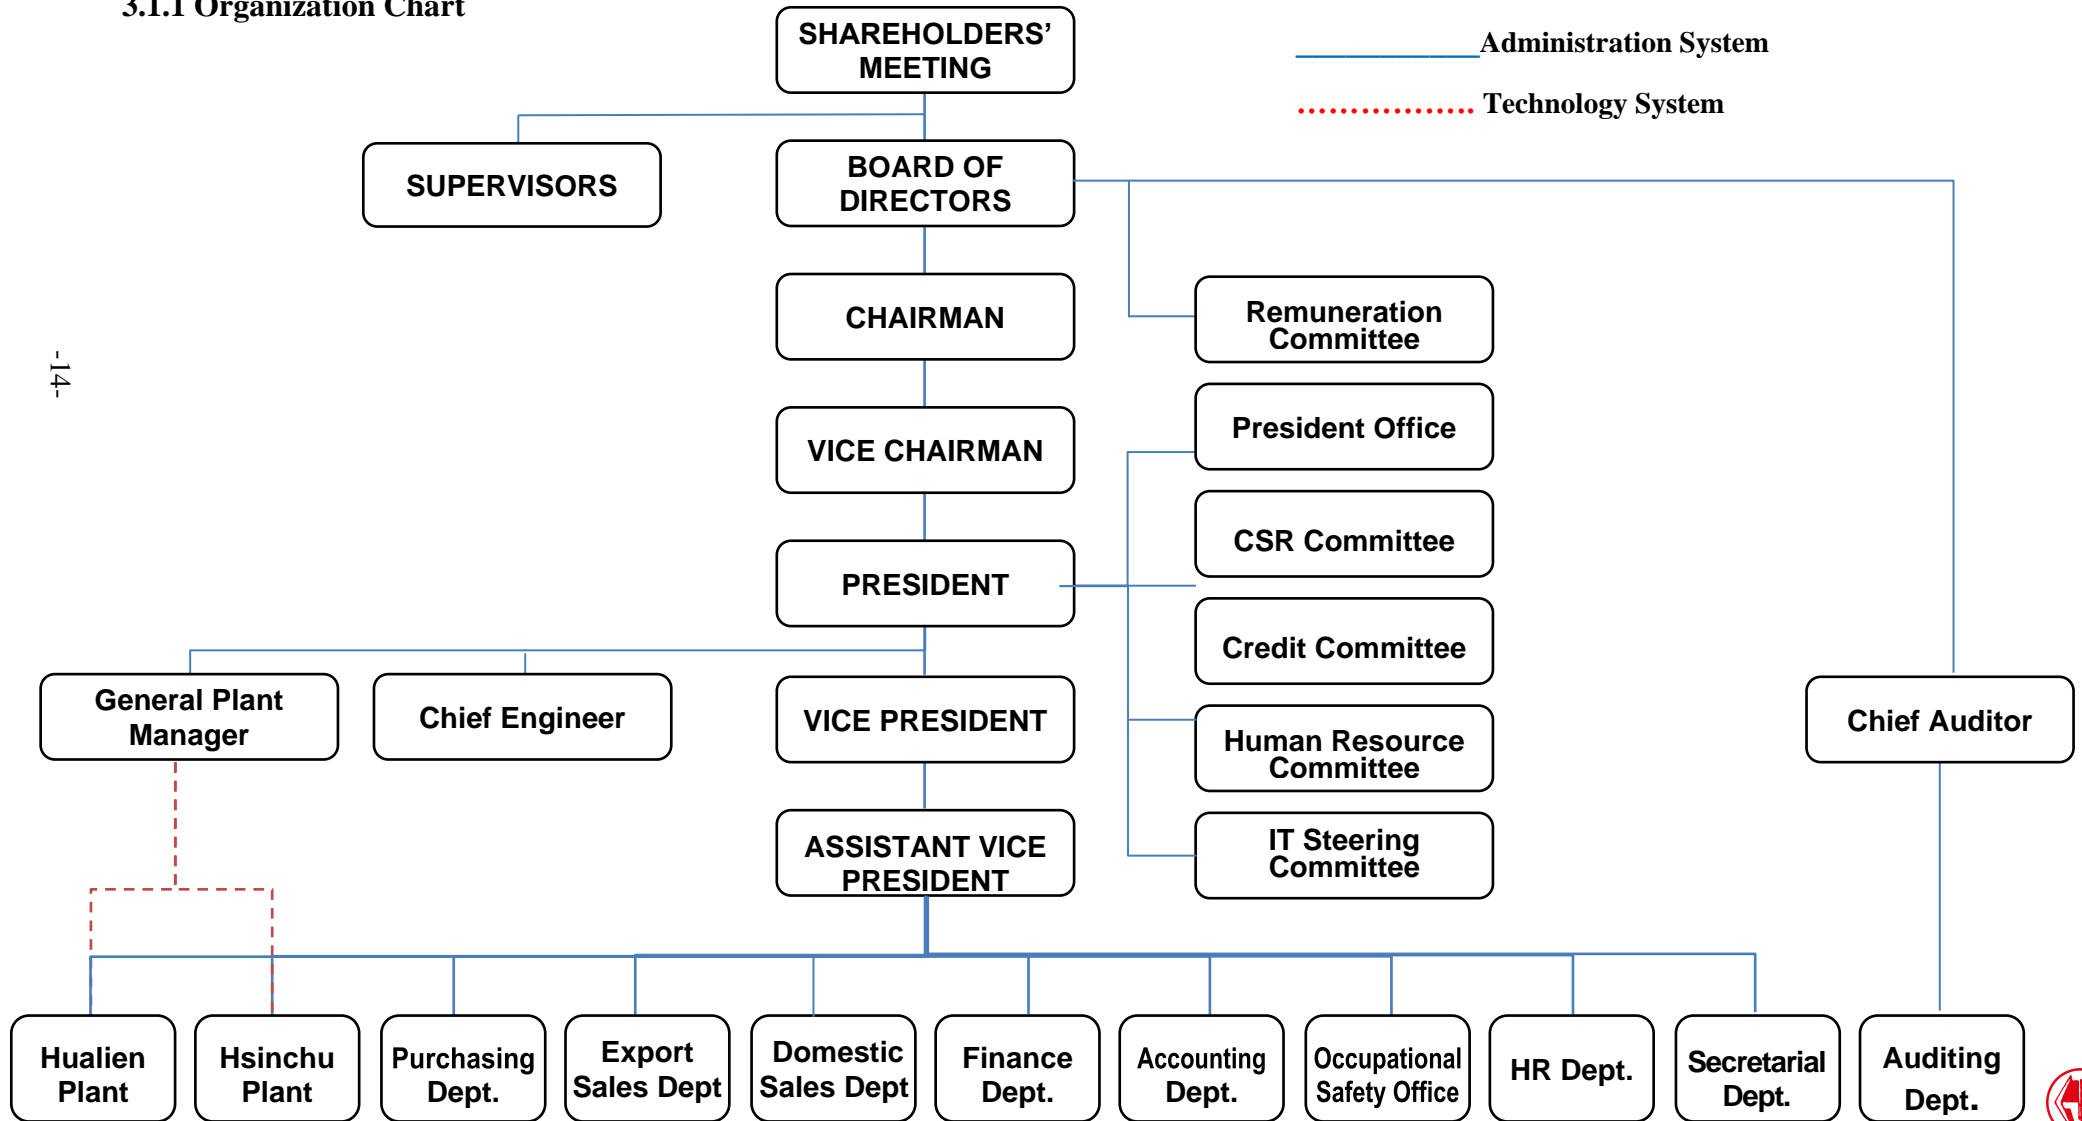 3.1.1 Organization Chart
Administration System
Technology System
SHAREHOLDERS’
MEETING
SUPERVISORS
BOARD OF
DIRECTORS
CHAIRMAN
Remuneration
Committee
-14-
VICE CHAIRMAN
President Office
CSR Committee
PRESIDENT
Credit Committee
General Plant
Manager
Chief Engineer
VICE PRESIDENT
Human Resource
Committee
Chief Auditor
ASSISTANT VICE
PRESIDENT
IT Steering
Committee
Hualien
Plant
Hsinchu
Plant
Purchasing
Dept.
Export
Sales Dept
Domestic
Sales Dept
Finance
Dept.
Accounting
Dept.
Occupational
Safety Office
HR Dept.
Secretarial
Dept.
Auditing
Dept.